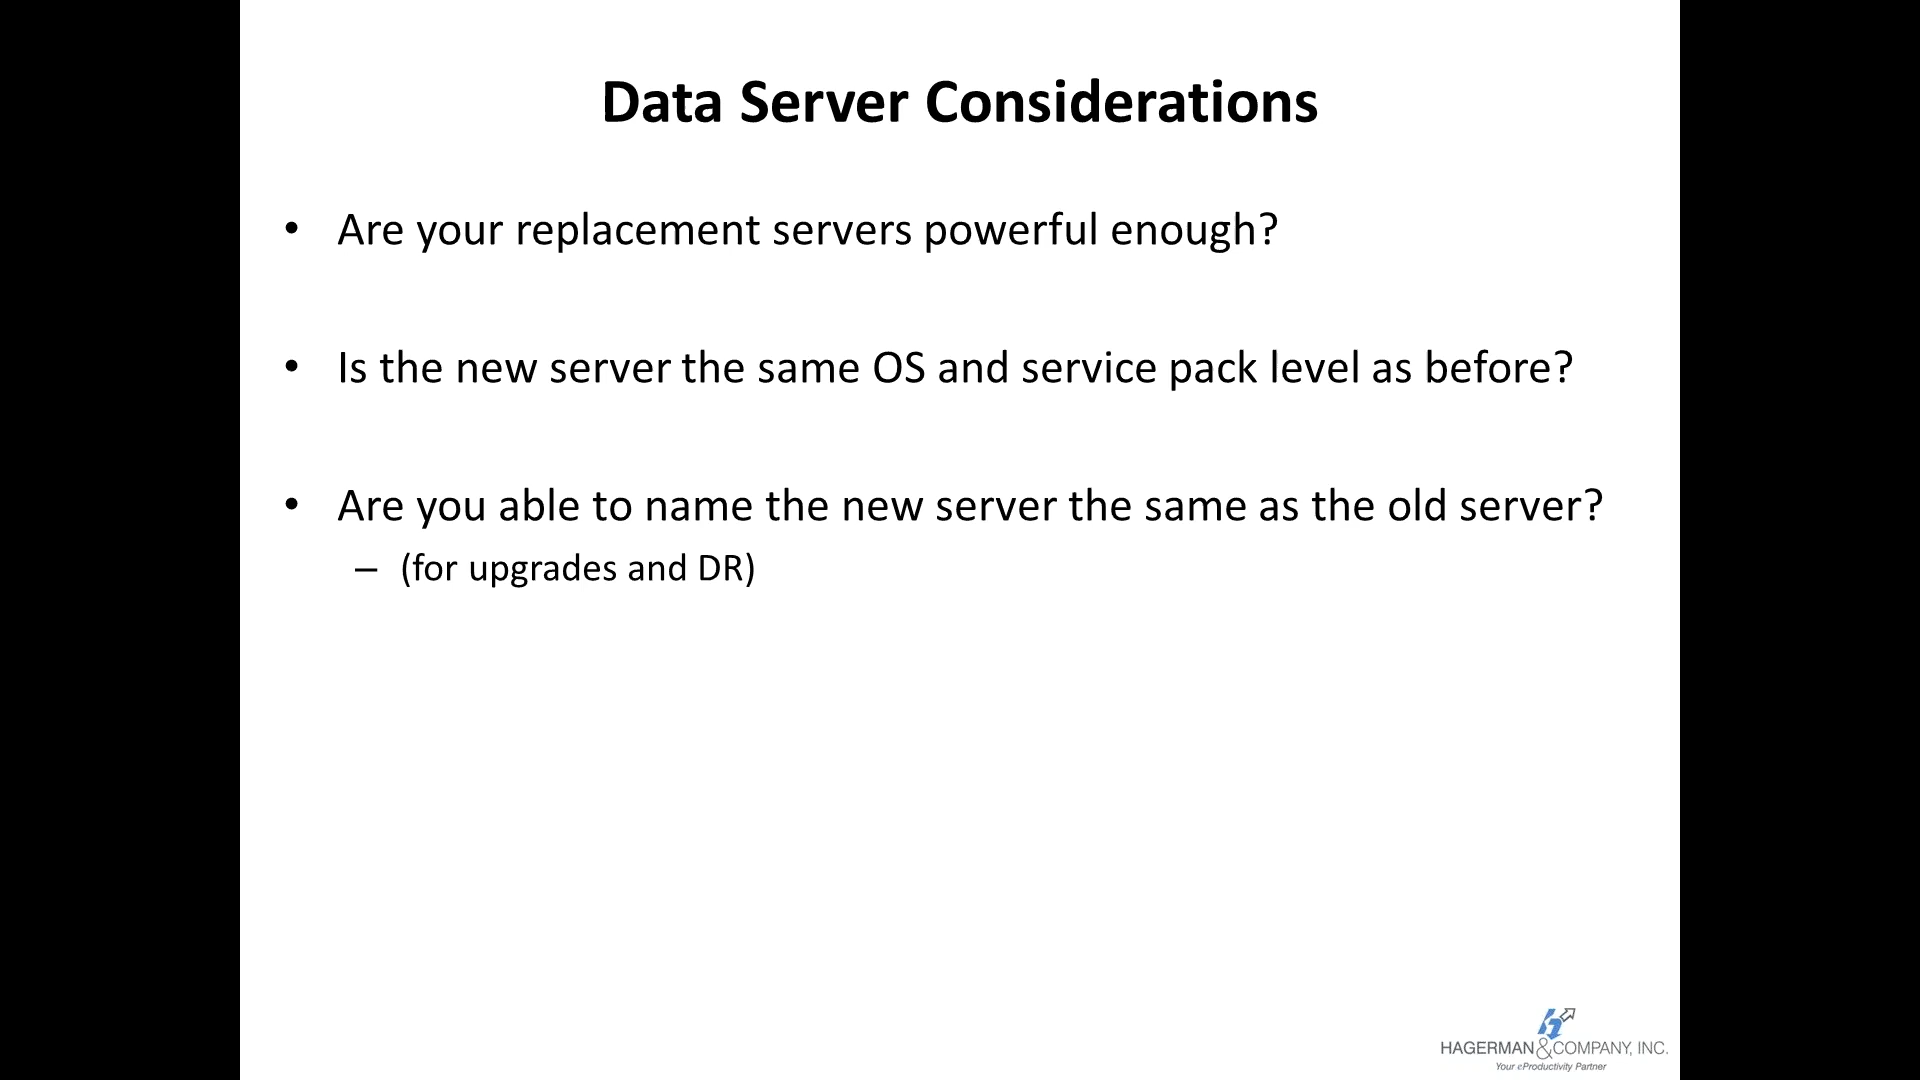 Data Server Considerations
• Are your replacement servers powerful enough?
• Is the new server the same OS and service pack level as before?
• Are you able to name the new server the same as the old server?
– (for upgrades and DR)
HAGERMAN&COMPANY, INC.
Your eProductivity Partner